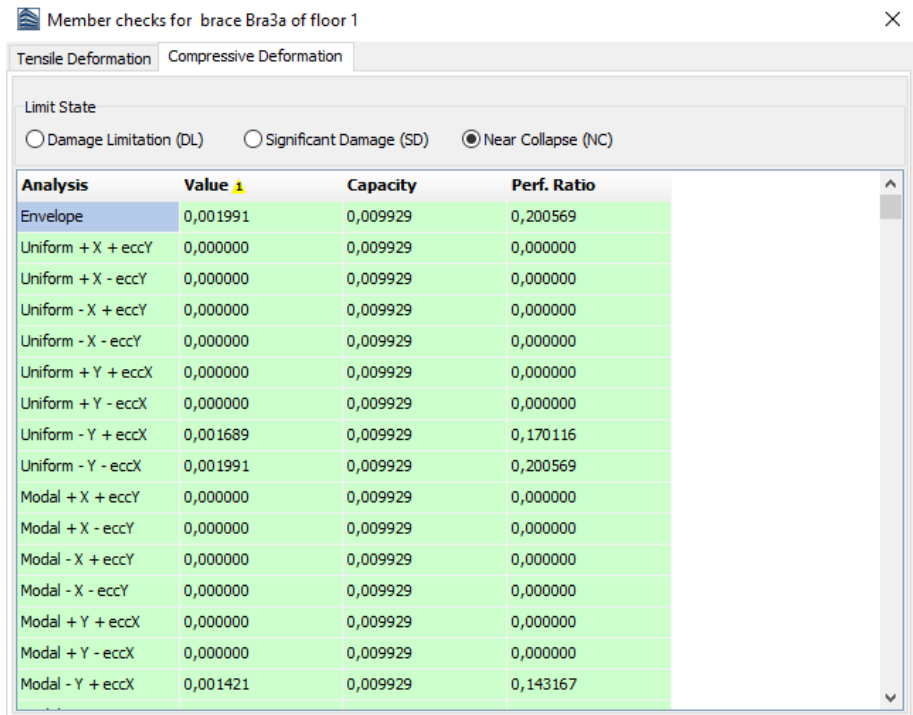 Member checks for brace Bra3a of floor 1
Tensile Deformation Compressive Deformation
Limit State
Damage Limitation (DL) Significant Damage (SD) Near Collapse (NC)
Analysis Value 1 Capacity Perf. Ratio
Envelope 0,001991 0,009929 0,200569
Uniform + X + eccY 0,000000 0,009929 0,000000
Uniform + X - eccY 0,000000 0,009929 0,000000
Uniform - X + eccY 0,000000 0,009929 0,000000
Uniform - X - eccY 0,000000 0,009929 0,000000
Uniform + Y + eccX 0,000000 0,009929 0,000000
Uniform + Y - eccX 0,000000 0,009929 0,000000
Uniform - Y + eccX 0,001689 0,009929 0,170116
Uniform - Y - eccX 0,001991 0,009929 0,200569
Modal + X + eccY 0,000000 0,009929 0,000000
Modal + X - eccY 0,000000 0,009929 0,000000
Modal - X + eccY 0,000000 0,009929 0,000000
Modal - X - eccY 0,000000 0,009929 0,000000
Modal + Y + eccX 0,000000 0,009929 0,000000
Modal + Y - eccX 0,000000 0,009929 0,000000
Modal - Y + eccX 0,001421 0,009929 0,143167